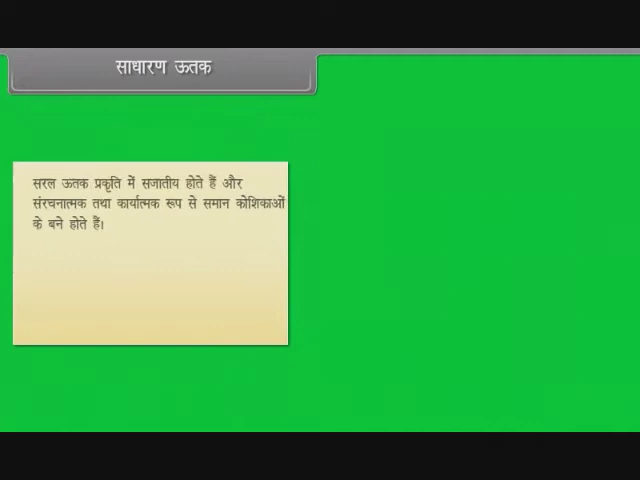 साधारण ऊतक
सरल ऊतक प्रकृति में सजातीय होते हैं और
संरचनात्मक तथा कार्यात्मक रूप से समान कोशिकाओं
के बने होते हैं।